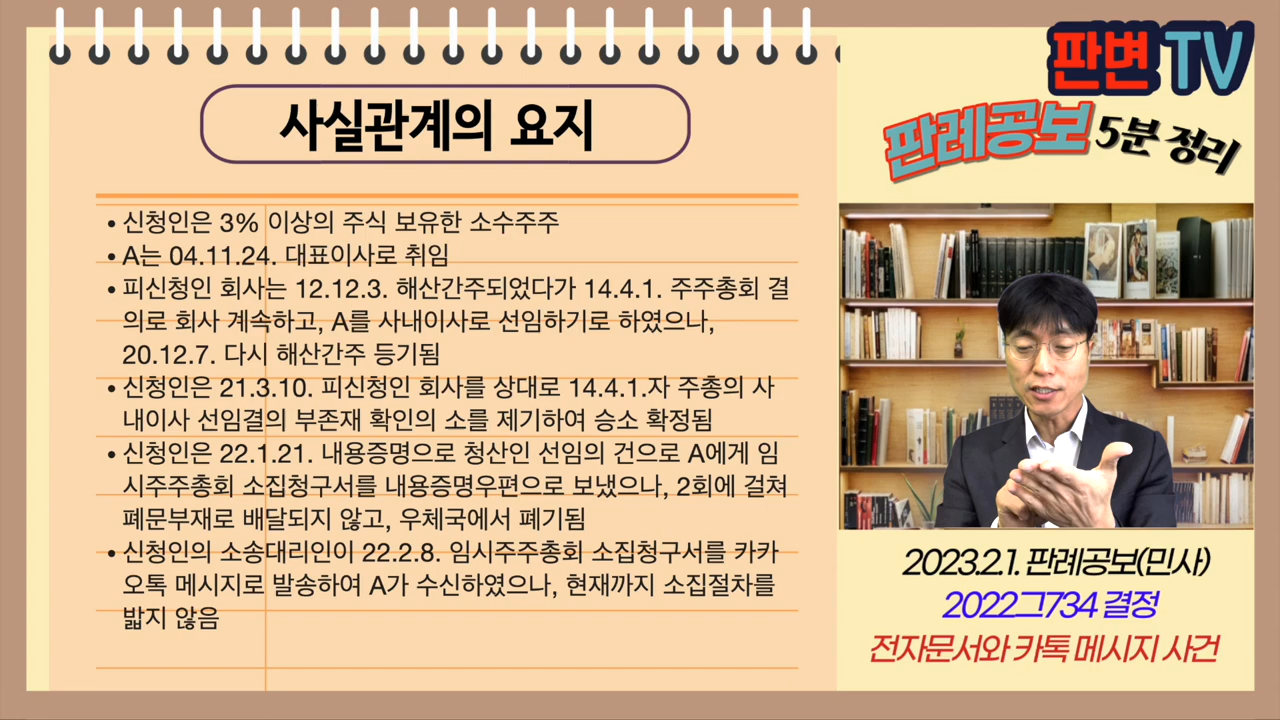 사실관계의 요지
• 신청인은 3% 이상의 주식 보유한 소수주주
• A는 04.11.24. 대표이사로 취임
• 피신청인 회사는 12.12.3. 해산간주되었다가 14.4.1. 주주총회 결
의로 회사 계속하고, A를 사내이사로 선임하기로 하였으나,
20.12.7. 다시 해산간주 등기됨
• 신청인은 21.3.10. 피신청인 회사를 상대로 14.4.1.자 주총의 사
내이사 선임결의 부존재 확인의 소를 제기하여 승소 확정됨
• 신청인은 22.1.21. 내용증명으로 청산인 선임의 건으로 A에게 임
시주주총회 소집청구서를 내용증명우편으로 보냈으나, 2회에 걸쳐
폐문부재로 배달되지 않고, 우체국에서 폐기됨
• 신청인의 소송대리인이 22.2.8. 임시주주총회 소집청구서를 카카
오톡 메시지로 발송하여 A가 수신하였으나, 현재까지 소집절차를
밟지 않음
판변 TV
판례공보 5분 정리
2023.2.1. 판례공보(민사)
2022그734 결정
전자문서와 카톡 메시지 사건